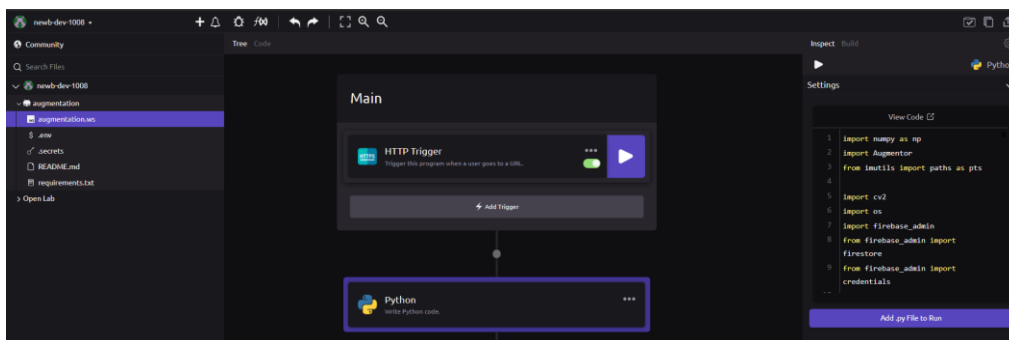 newb-dev-1008
f(x)
Community
Tree Code
Inspect Build
Search Files
Python
newb-dev-1008
Settings
augmentation
augmentation.ws
$ .env
.secrets
README.md
requirements.txt
> Open Lab
Main
HTTPS
HTTP Trigger
Trigger this program when a user goes to a URL.
Add Trigger
Python
Write Python code.
View Code
1 import numpy as np
2 import Augmentor
3 from imutils import paths as pts
4
5 import cv2
6 import os
7 import firebase_admin
8 from firebase_admin import
firestore
9 from firebase_admin import
credentials
Add .py File to Run